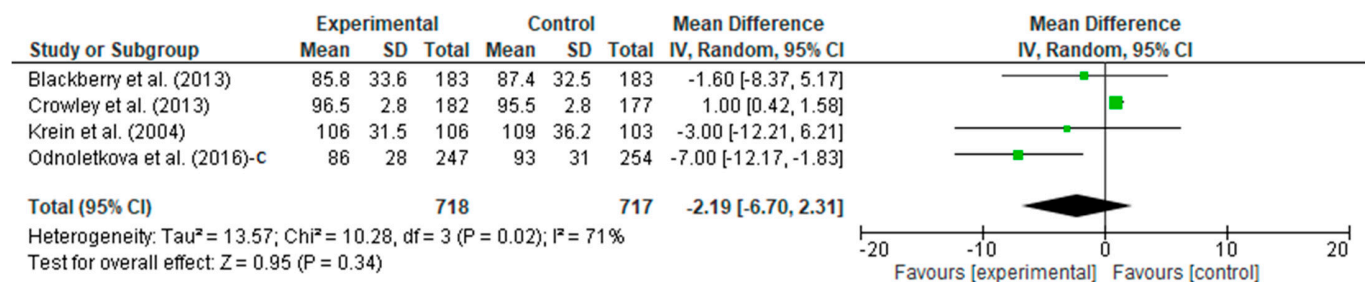 Experimental Control Mean Difference Mean Difference
Study or Subgroup Mean SD Total Mean SD Total IV, Random, 95% CI IV, Random, 95% CI
Blackberry et al. (2013) 85.8 33.6 183 87.4 32.5 183 -1.60 [-8.37, 5.17]
Crowley et al. (2013) 96.5 2.8 182 95.5 2.8 177 1.00 [0.42, 1.58]
Krein et al. (2004) 106 31.5 106 109 36.2 103 -3.00 [-12.21, 6.21]
Odnoletkova et al. (2016)-C 86 28 247 93 31 254 -7.00 [-12.17, -1.83]
Total (95% CI) 718 717 -2.19 [-6.70, 2.31]
Heterogeneity: Tau² = 13.57; Chi² = 10.28, df = 3 (P = 0.02); I² = 71%
Test for overall effect: Z = 0.95 (P = 0.34)
-20 -10 0 10 20
Favours [experimental] Favours [control]